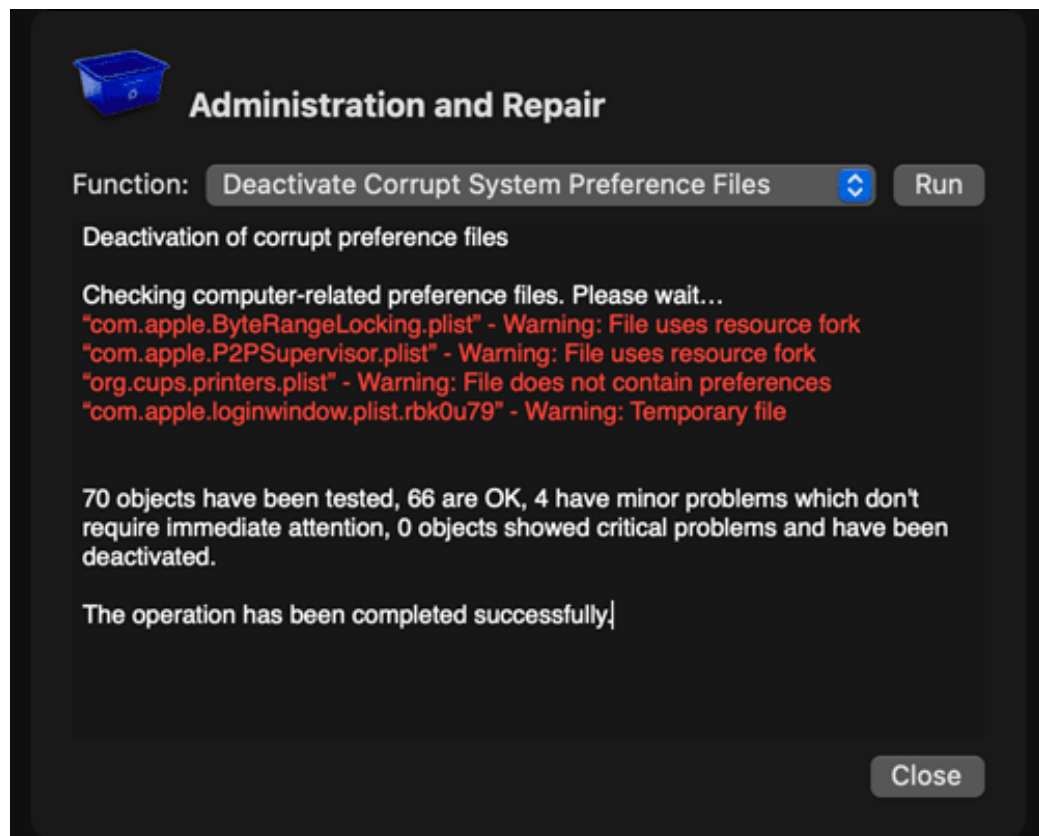 Administration and Repair
Function: Deactivate Corrupt System Preference Files Run
Deactivation of corrupt preference files
Checking computer-related preference files. Please wait…
“com.apple.ByteRangeLocking.plist” - Warning: File uses resource fork
“com.apple.P2PSupervisor.plist” - Warning: File uses resource fork
“org.cups.printers.plist” - Warning: File does not contain preferences
“com.apple.loginwindow.plist.rbk0u79” - Warning: Temporary file
70 objects have been tested, 66 are OK, 4 have minor problems which don't
require immediate attention, 0 objects showed critical problems and have been
deactivated.
The operation has been completed successfully.
Close